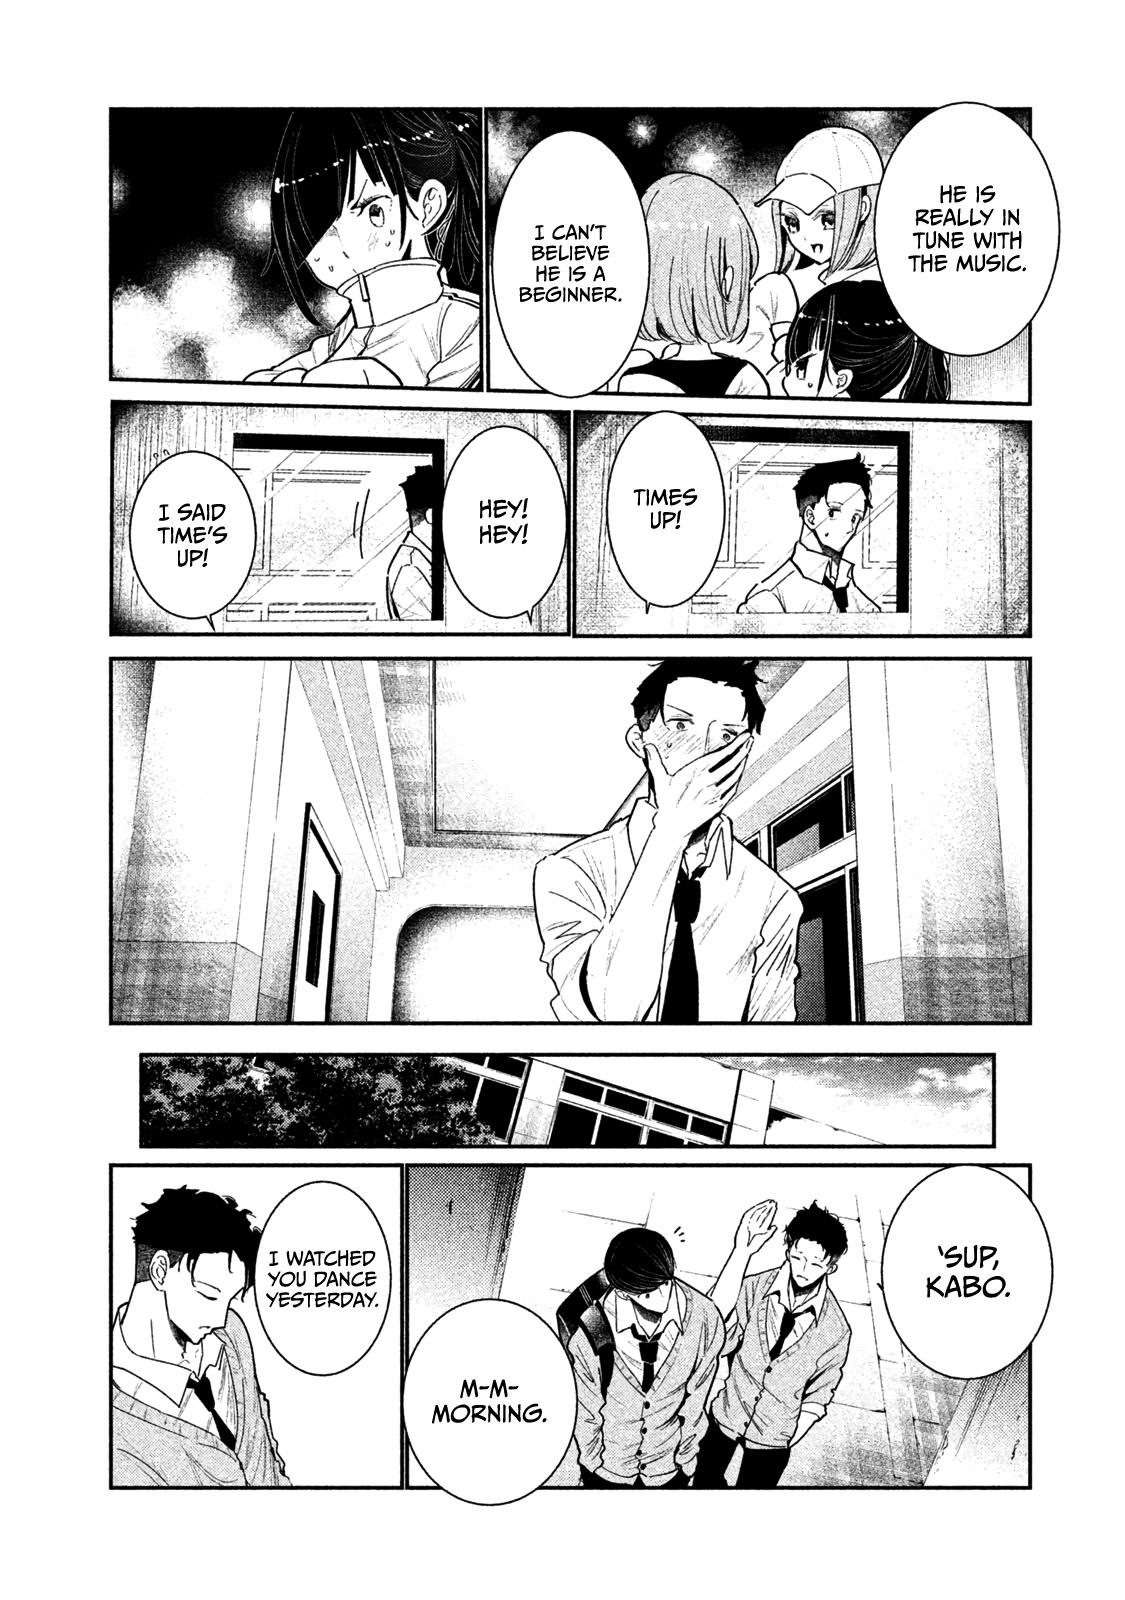 HE IS
REALLY IN
TUNE WITH
THE MUSIC.
I CAN'T
BELIEVE
HE IS A
BEGINNER.
TIMES
UP!
HEY!
HEY!
I SAID
TIME'S
UP!
'SUP,
KABO.
M-M-
MORNING.
I WATCHED
YOU DANCE
YESTERDAY.